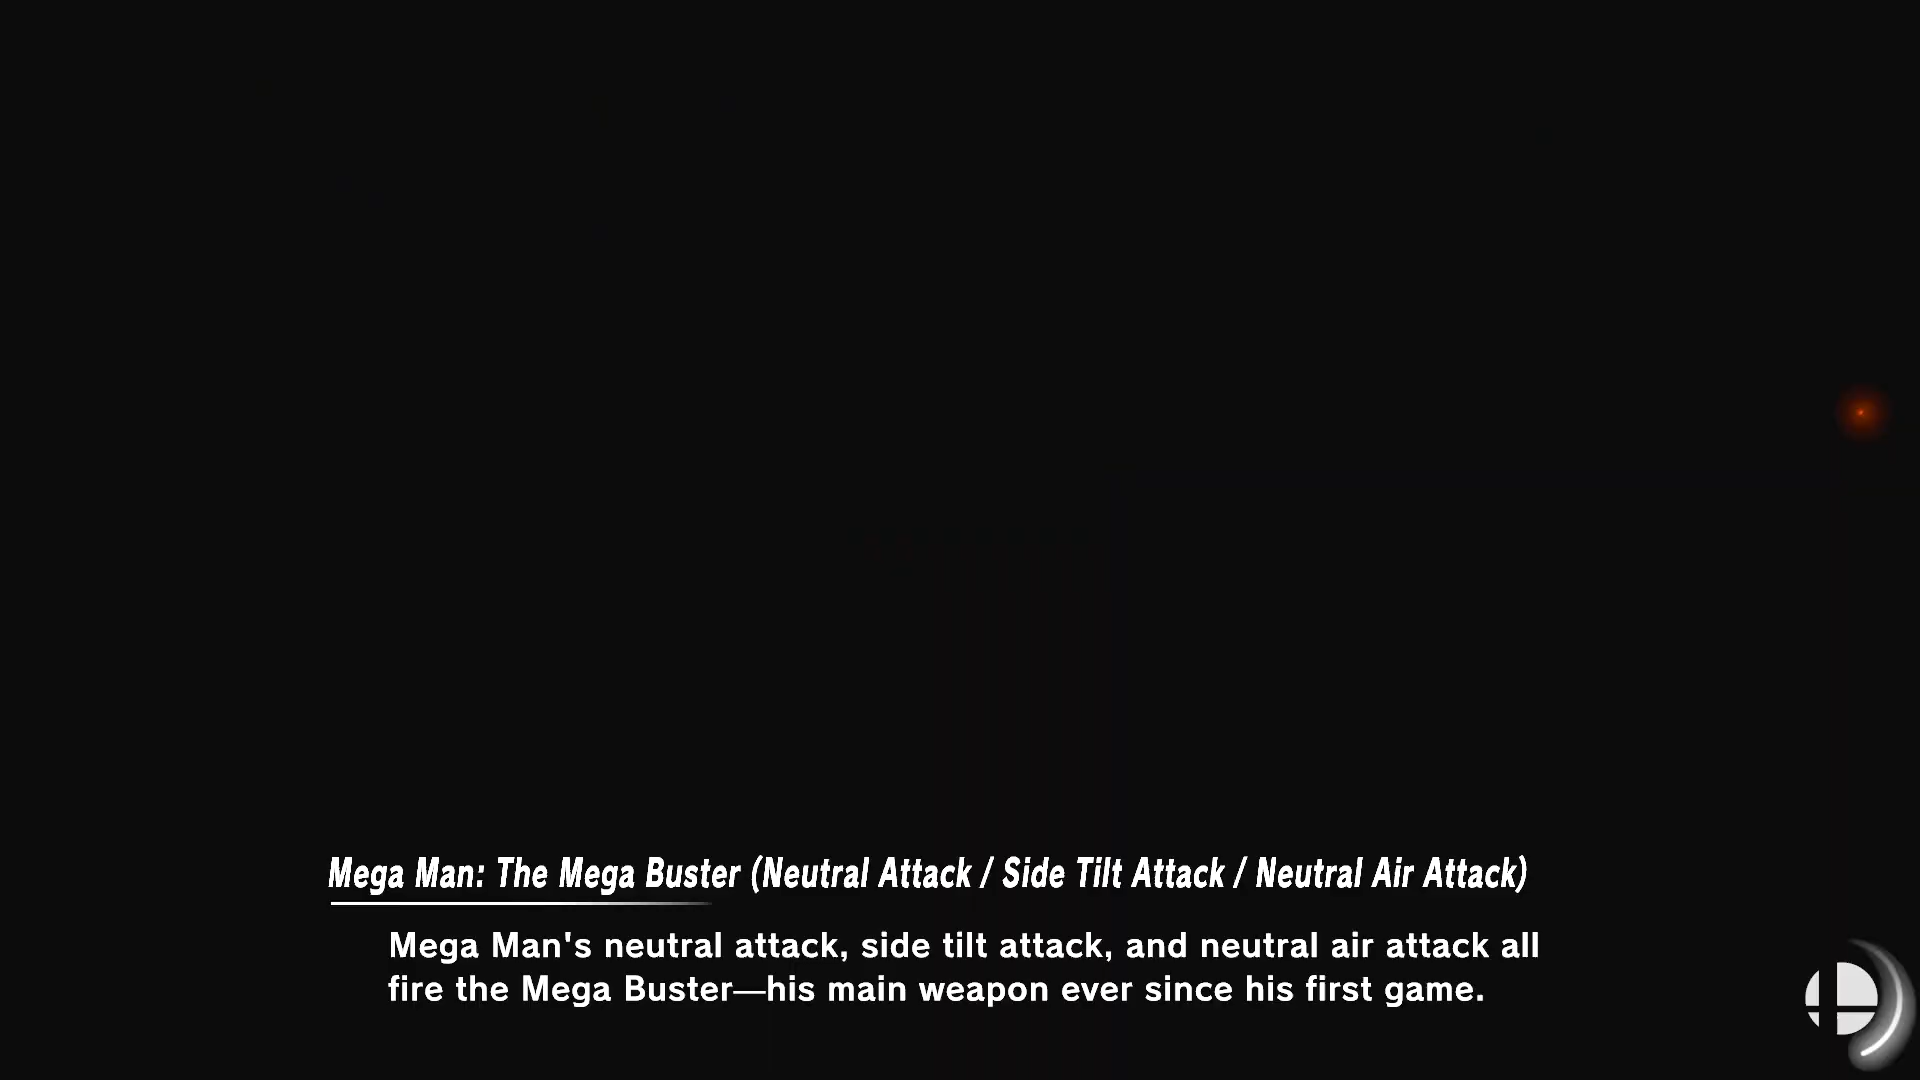 Mega Man: The Mega Buster (Neutral Attack / Side Tilt Attack / Neutral Air Attack)
Mega Man's neutral attack, side tilt attack, and neutral air attack all
fire the Mega Buster—his main weapon ever since his first game.